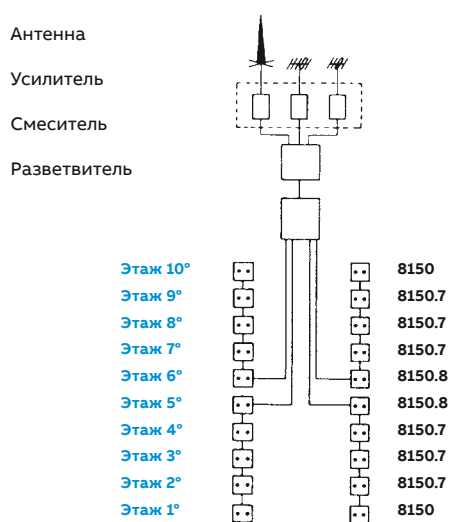 Антенна
Усилитель
Смеситель
Разветвитель
Этаж 10° 8150
Этаж 9° 8150.7
Этаж 8° 8150.7
Этаж 7° 8150.7
Этаж 6° 8150.8
Этаж 5° 8150.8
Этаж 4° 8150.7
Этаж 3° 8150.7
Этаж 2° 8150.7
Этаж 1° 8150